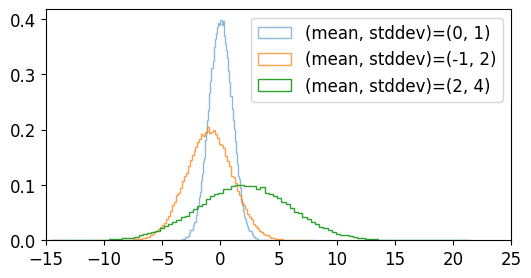 0.4
0.3
0.2
0.1
0.0
−15 −10 −5 0 5 10 15 20 25
(mean, stddev)=(0, 1)
(mean, stddev)=(-1, 2)
(mean, stddev)=(2, 4)